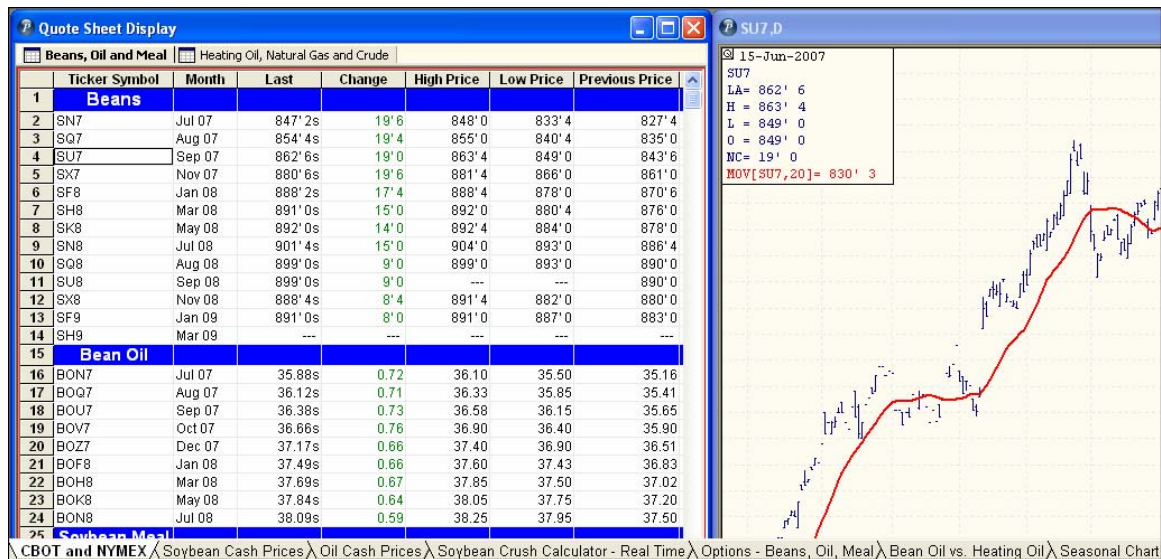 Quote Sheet Display
Beans, Oil and Meal Heating Oil, Natural Gas and Crude
Ticker Symbol Month Last Change High Price Low Price Previous Price
1 Beans
2 SN7 Jul 07 847'2s 19'6 848'0 833'4 827'4
3 SQ7 Aug 07 854'4s 19'4 855'0 840'4 835'0
4 SU7 Sep 07 862'6s 19'0 863'4 849'0 843'6
5 SX7 Nov 07 880'6s 19'6 881'4 866'0 861'0
6 SF8 Jan 08 888'2s 17'4 888'4 878'0 870'6
7 SH8 Mar 08 891'0s 15'0 892'0 880'4 876'0
8 SK8 May 08 892'0s 14'0 892'4 884'0 878'0
9 SN8 Jul 08 901'4s 15'0 904'0 893'0 886'4
10 SQ8 Aug 08 899'0s 9'0 899'0 893'0 890'0
11 SU8 Sep 08 899'0s 9'0 --- --- 890'0
12 SX8 Nov 08 888'4s 8'4 891'4 882'0 880'0
13 SF9 Jan 09 891'0s 8'0 891'0 887'0 883'0
14 SH9 Mar 09 --- --- --- --- ---
15 Bean Oil
16 BON7 Jul 07 35.88s 0.72 36.10 35.50 35.16
17 BOQ7 Aug 07 36.12s 0.71 36.33 35.85 35.41
18 BOU7 Sep 07 36.38s 0.73 36.58 36.15 35.65
19 BOV7 Oct 07 36.66s 0.76 36.90 36.40 35.90
20 BOZ7 Dec 07 37.17s 0.66 37.40 36.90 36.51
21 BOF8 Jan 08 37.49s 0.66 37.60 37.43 36.83
22 BOH8 Mar 08 37.69s 0.67 37.85 37.50 37.02
23 BOK8 May 08 37.84s 0.64 38.05 37.75 37.20
24 BON8 Jul 08 38.09s 0.59 38.25 37.95 37.50
25 Soybean Meal
SU7,D
15-Jun-2007
SU7
LA= 862' 6
H = 863' 4
L = 849' 0
O = 849' 0
NC= 19' 0
MOV[SU7,20]= 830' 3
CBOT and NYMEX Soybean Cash Prices Oil Cash Prices Soybean Crush Calculator - Real Time Options - Beans, Oil, Meal Bean Oil vs. Heating Oil Seasonal Char